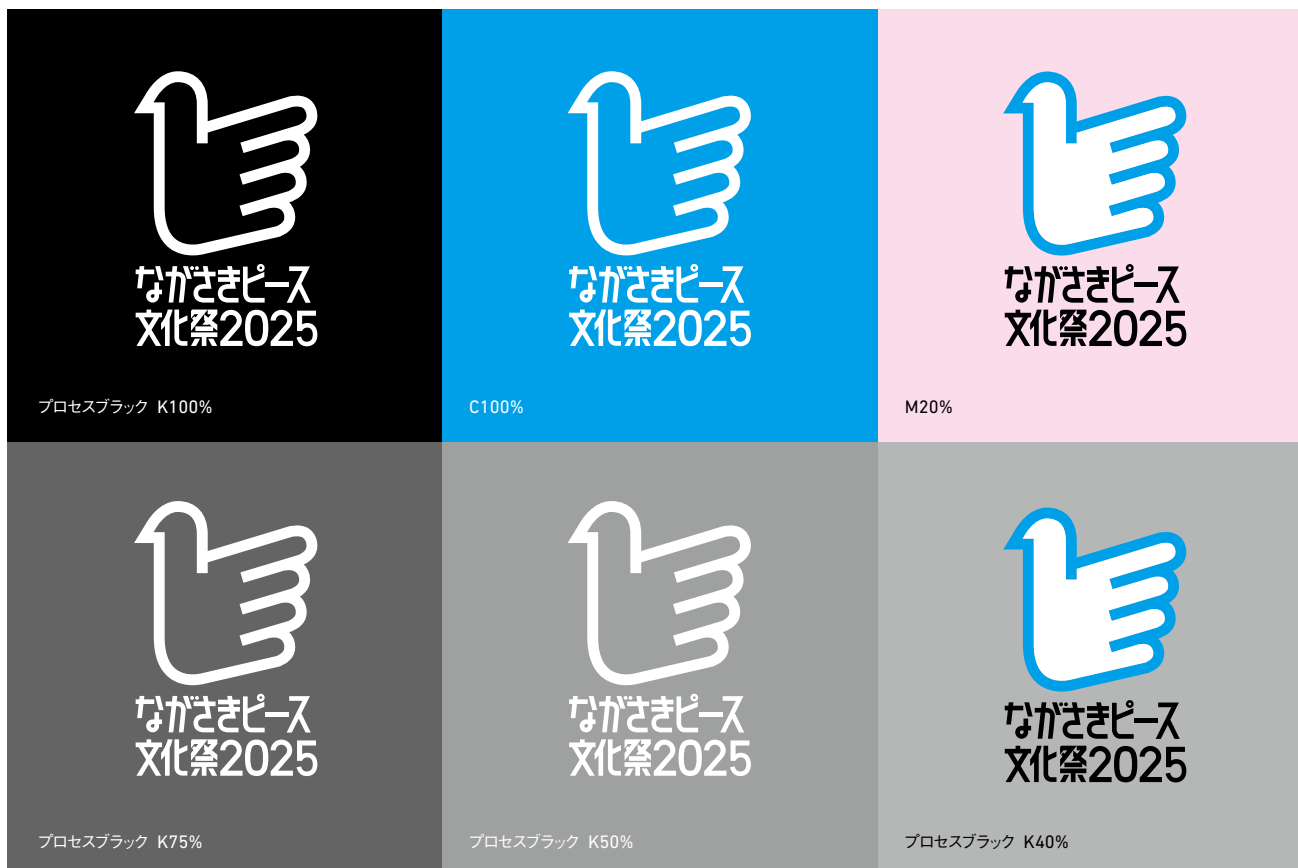 ながさきピース
文化祭2025
プロセスブラック K100%
ながさきピース
文化祭2025
C100%
ながさきピース
文化祭2025
M20%
ながさきピース
文化祭2025
プロセスブラック K75%
ながさきピース
文化祭2025
プロセスブラック K50%
ながさきピース
文化祭2025
プロセスブラック K40%